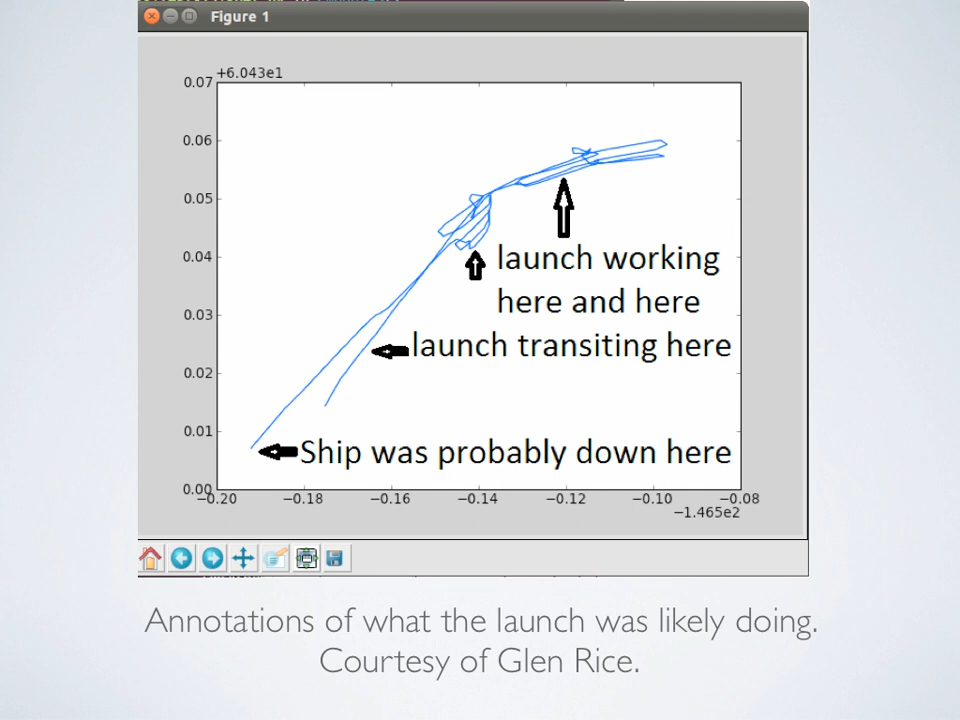 Figure 1
+6.043e1
0.07
0.06
0.05
0.04
launch working
here and here
0.03
launch transiting here
0.02
0.01
Ship was probably down here
0.00
−0.20 −0.18 −0.16 −0.14 −0.12 −0.10 −0.08
−1.465e2
Annotations of what the launch was likely doing.
Courtesy of Glen Rice.